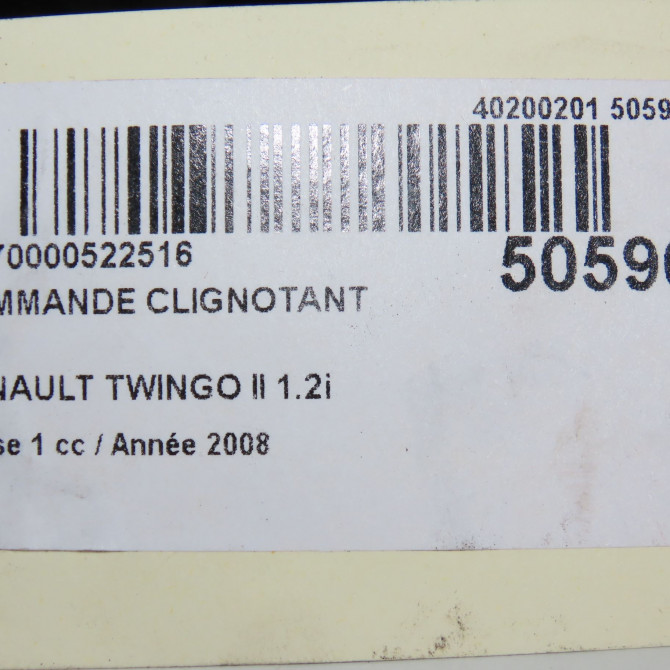 40200201 5059
70000522516
5059
MMANDE CLIGNOTANT
NAULT TWINGO II 1.2i
se 1 cc / Année 2008